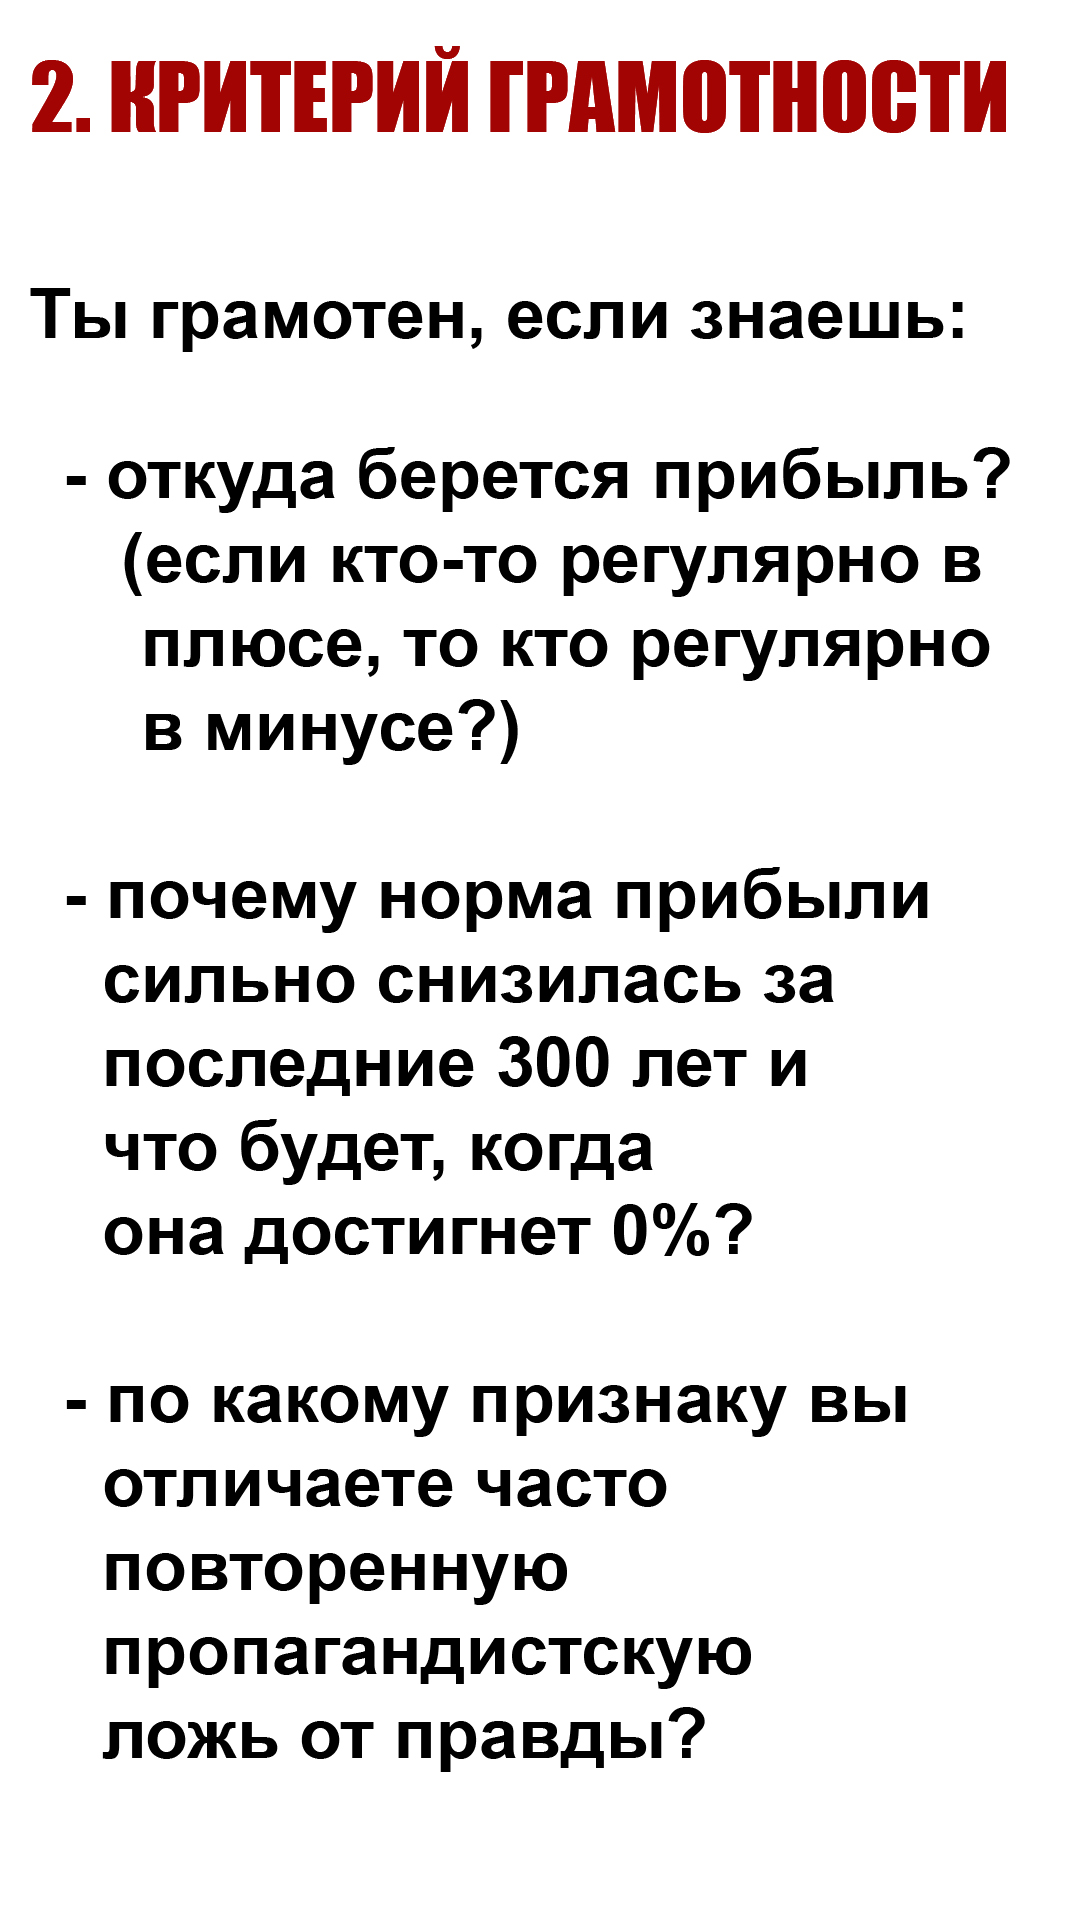 2. КРИТЕРИЙ ГРАМОТНОСТИ
Ты грамотен, если знаешь:
- откуда берется прибыль?
(если кто-то регулярно в
плюсе, то кто регулярно
в минусе?)
- почему норма прибыли
сильно снизилась за
последние 300 лет и
что будет, когда
она достигнет 0%?
- по какому признаку вы
отличаете часто
повторенную
пропагандистскую
ложь от правды?